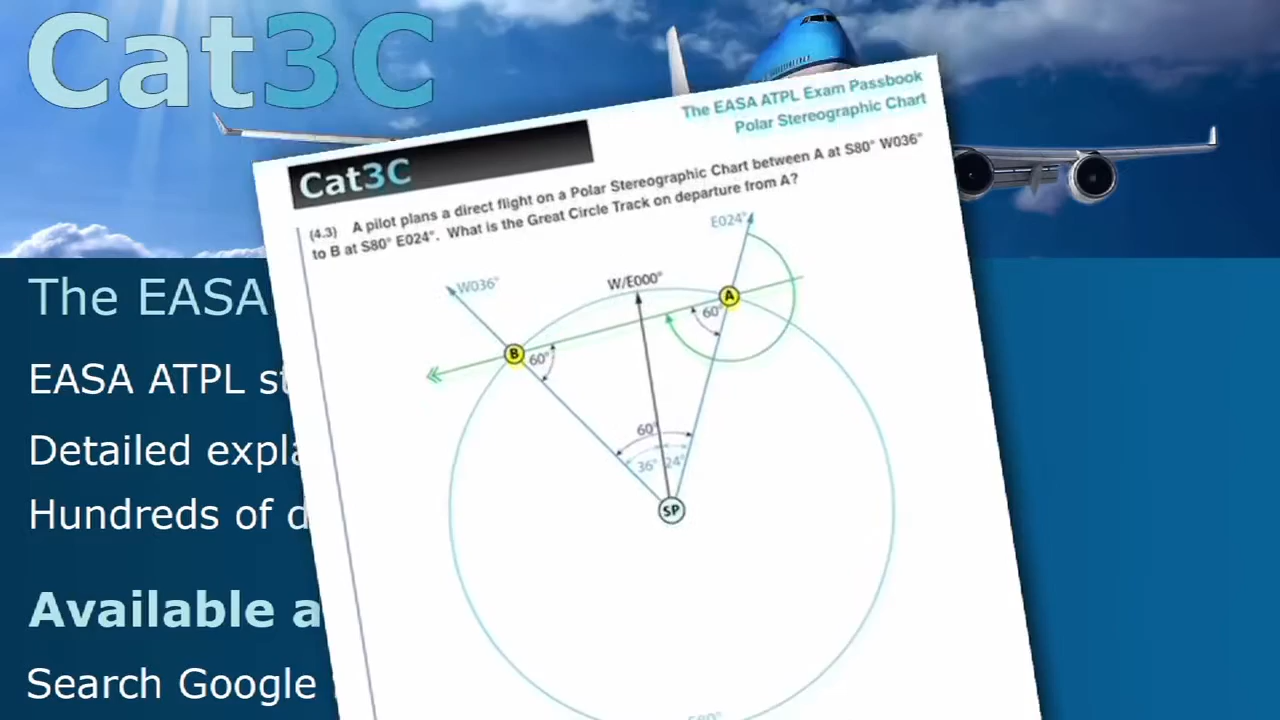 Cat3C
The EASA ATPL Exam Passbook
Polar Stereographic Chart
Cat3C
(4.3) A pilot plans a direct flight on a Polar Stereographic Chart between A at S80° W036°
to B at S80° E024°. What is the Great Circle Track on departure from A?
E024°
W036°
W/E000°
A
60°
B
60°
60°
36°
24°
SP
S80°
The EASA
EASA ATPL st
Detailed expla
Hundreds of d
Available a
Search Google